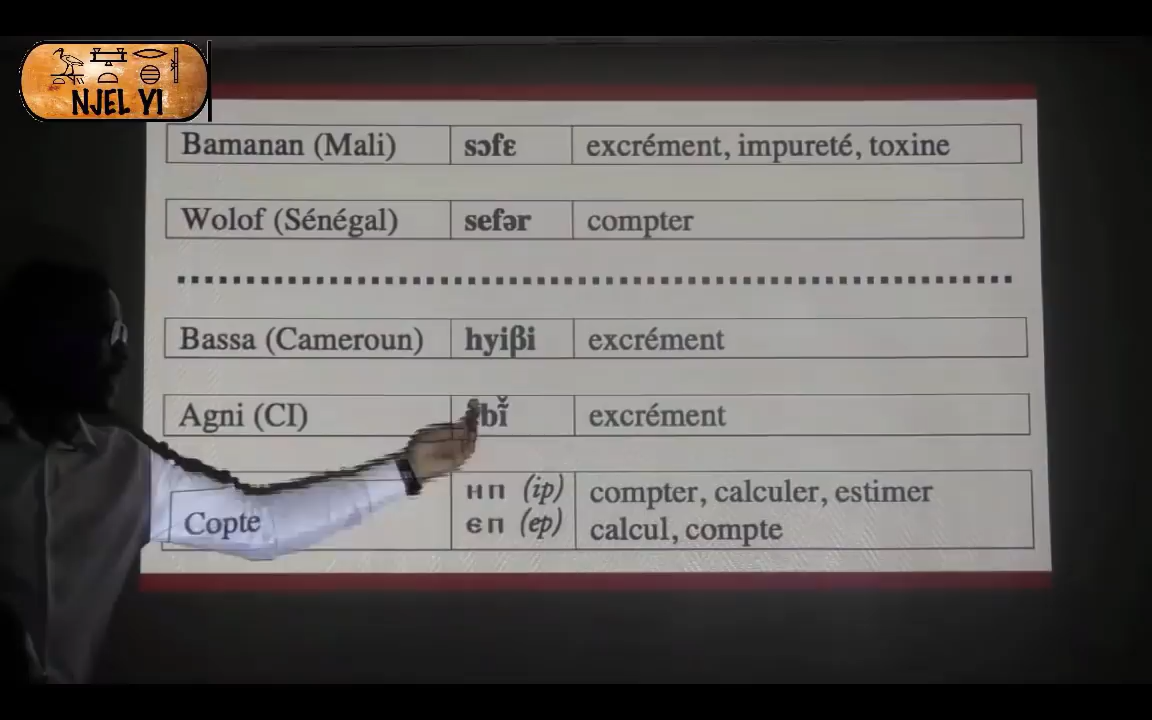 NJEL YI
Bamanan (Mali) sɔfɛ excrément, impureté, toxine
Wolof (Sénégal) sefər compter
Bassa (Cameroun) hyiβi excrément
Agni (CI) excrément
Copte ⲏⲡ (ip) compter, calculer, estimer
ⲉⲡ (ep) calcul, compte